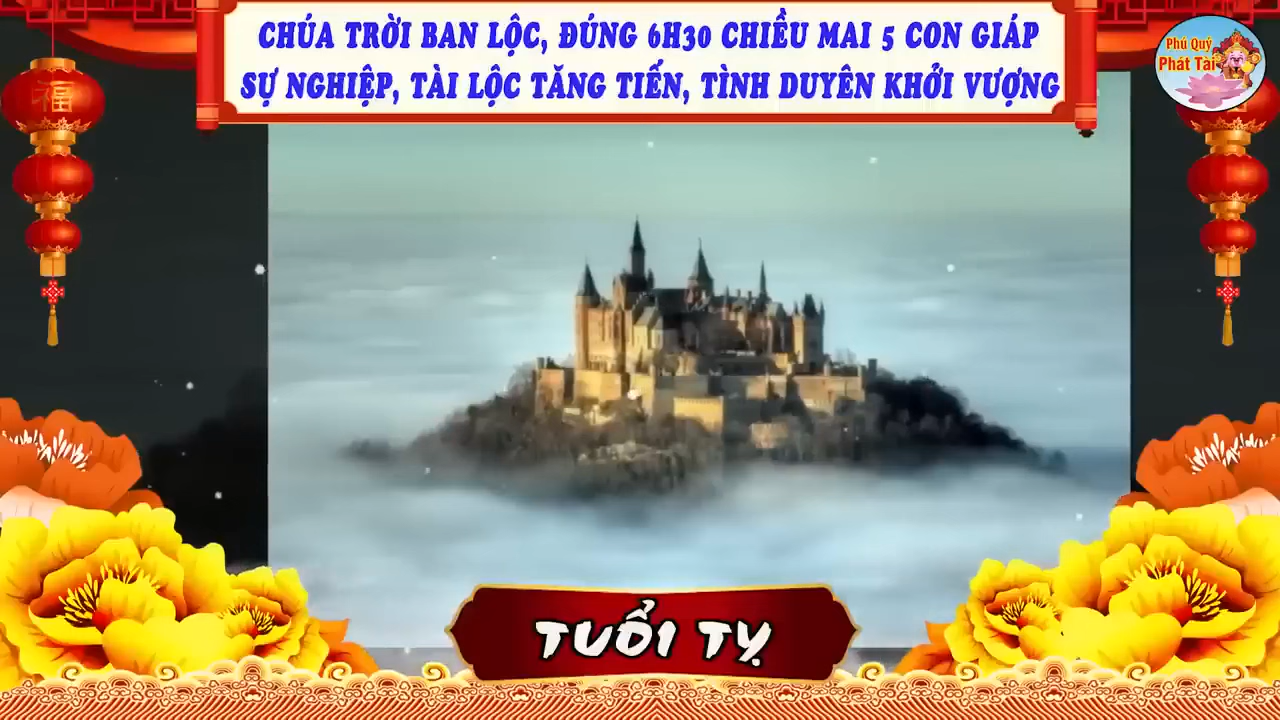 CHÚA TRỜI BAN LỘC, ĐÚNG 6H30 CHIỀU MAI 5 CON GIÁP
SỰ NGHIỆP, TÀI LỘC TĂNG TIẾN, TÌNH DUYÊN KHỞI VƯỢNG
Phú Quý
Phát Tài
福
TUỔI TỴ